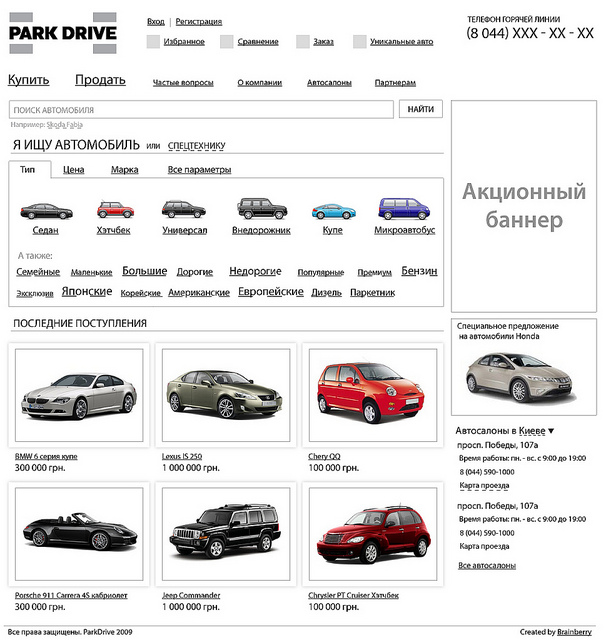 PARK DRIVE
Вход | Регистрация
Избранное Сравнение Заказ Уникальные авто
ТЕЛЕФОН ГОРЯЧЕЙ ЛИНИИ
(8 044) XXX - XX - XX
Купить Продать Частые вопросы О компании Автосалоны Партнерам
ПОИСК АВТОМОБИЛЯ НАЙТИ
Например: Skoda Fabia
Я ИЩУ АВТОМОБИЛЬ или СПЕЦТЕХНИКУ
Тип Цена Марка Все параметры
Седан Хэтчбек Универсал Внедорожник Купе Микроавтобус
А также:
Семейные Маленькие Большие Дорогие Недорогие Популярные Премиум Бензин
Эксклюзив Японские Корейские Американские Европейские Дизель Паркетник
Акционный
баннер
ПОСЛЕДНИЕ ПОСТУПЛЕНИЯ
BMW 6 серия купе
300 000 грн.
Lexus IS 250
1 000 000 грн.
Chery QQ
100 000 грн.
Porsche 911 Carrera 4S кабриолет
300 000 грн.
Jeep Commander
1 000 000 грн.
Chrysler PT Cruiser Хэтчбек
100 000 грн.
Специальное предложение
на автомобили Honda
Автосалоны в Киеве ▼
просп. Победы, 107а
Время работы: пн. - вс. с 9:00 до 19:00
8 (044) 590-1000
Карта проезда
просп. Победы, 107а
Время работы: пн. - вс. с 9:00 до 19:00
8 (044) 590-1000
Карта проезда
Все автосалоны
Все права защищены. ParkDrive 2009
Created by Brainberry